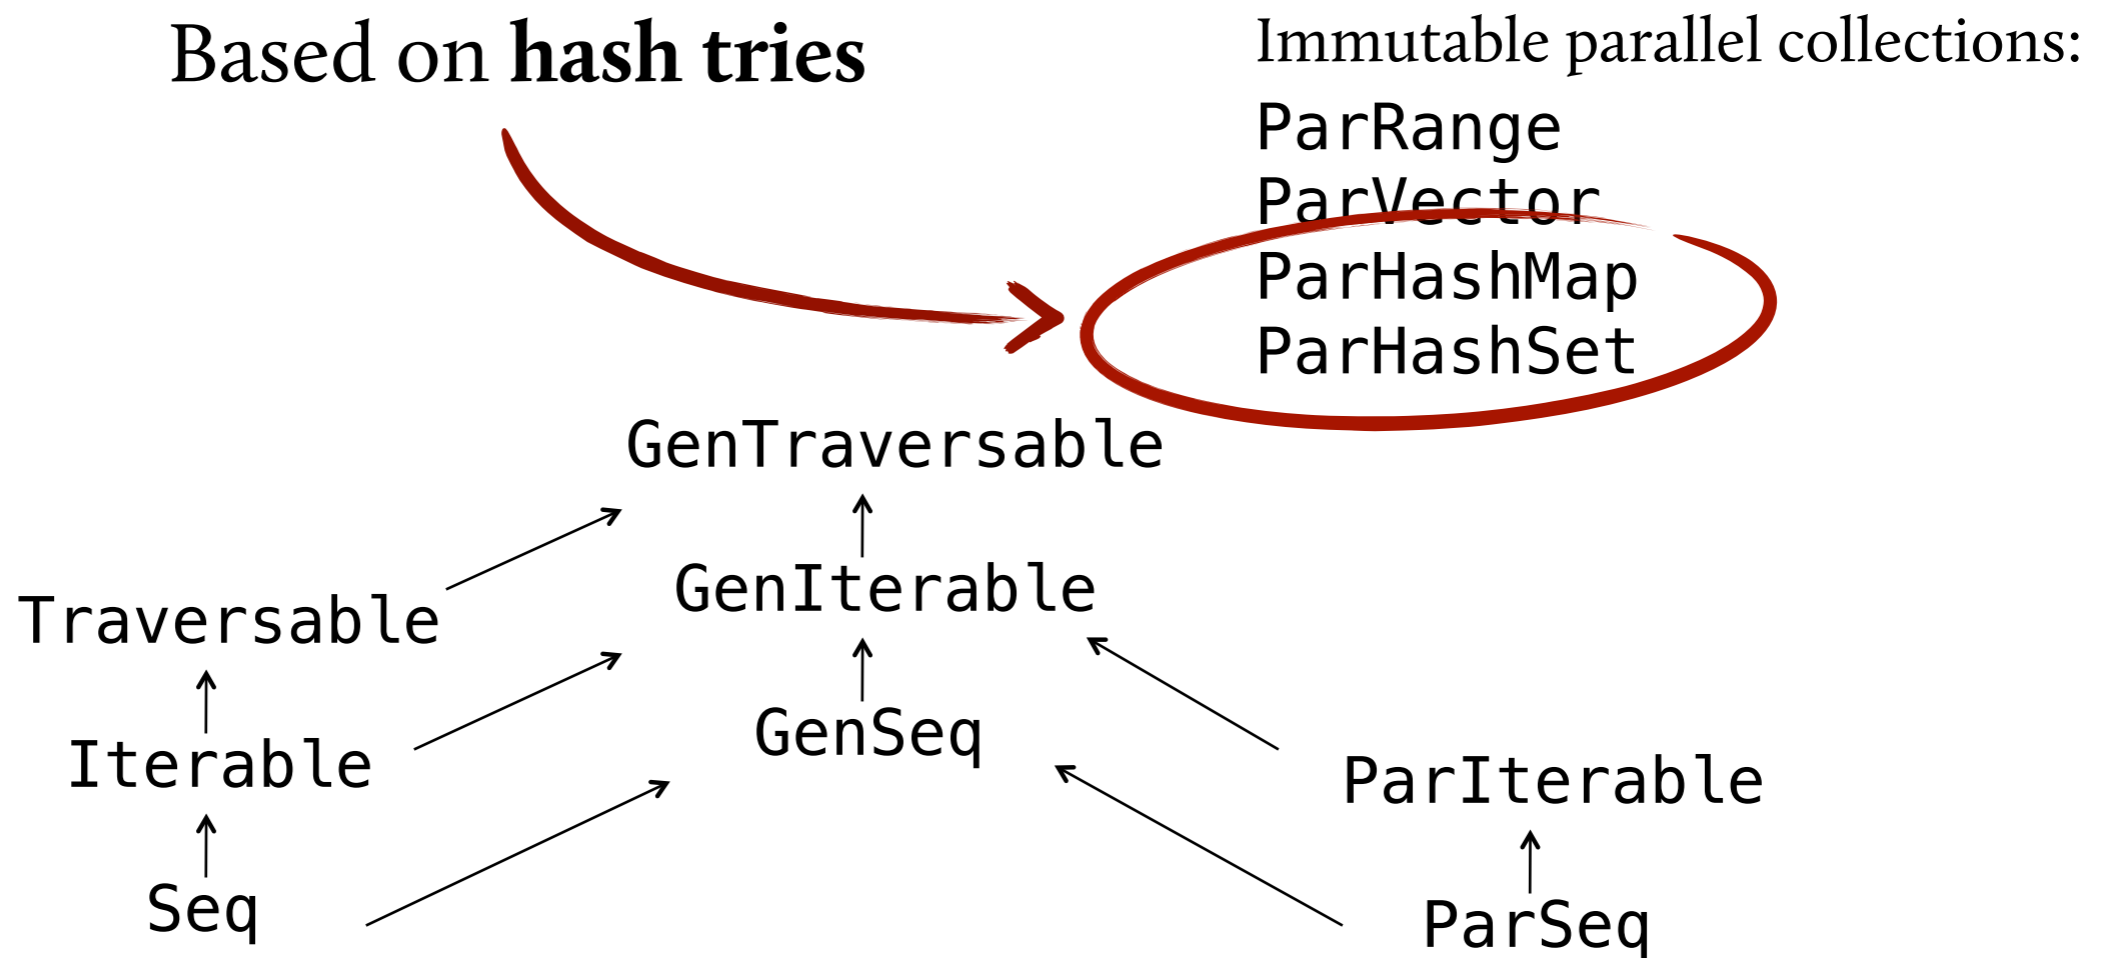 Based on hash tries
Immutable parallel collections:
ParRange
ParVector
ParHashMap
ParHashSet
GenTraversable
GenIterable
Traversable
GenSeq
Iterable
ParIterable
Seq
ParSeq